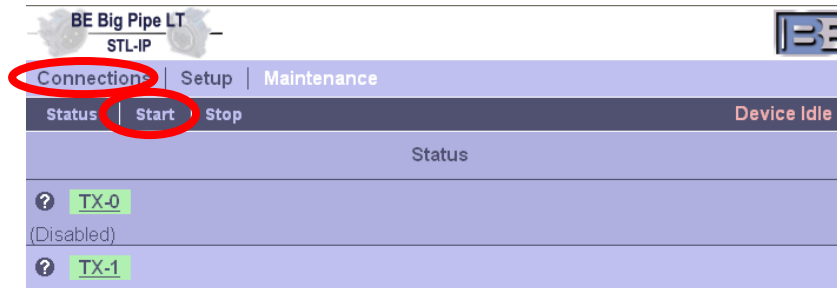 BE Big Pipe LT
STL-IP
BE
Connections | Setup | Maintenance
Status | Start | Stop Device Idle
Status
? TX-0
(Disabled)
? TX-1